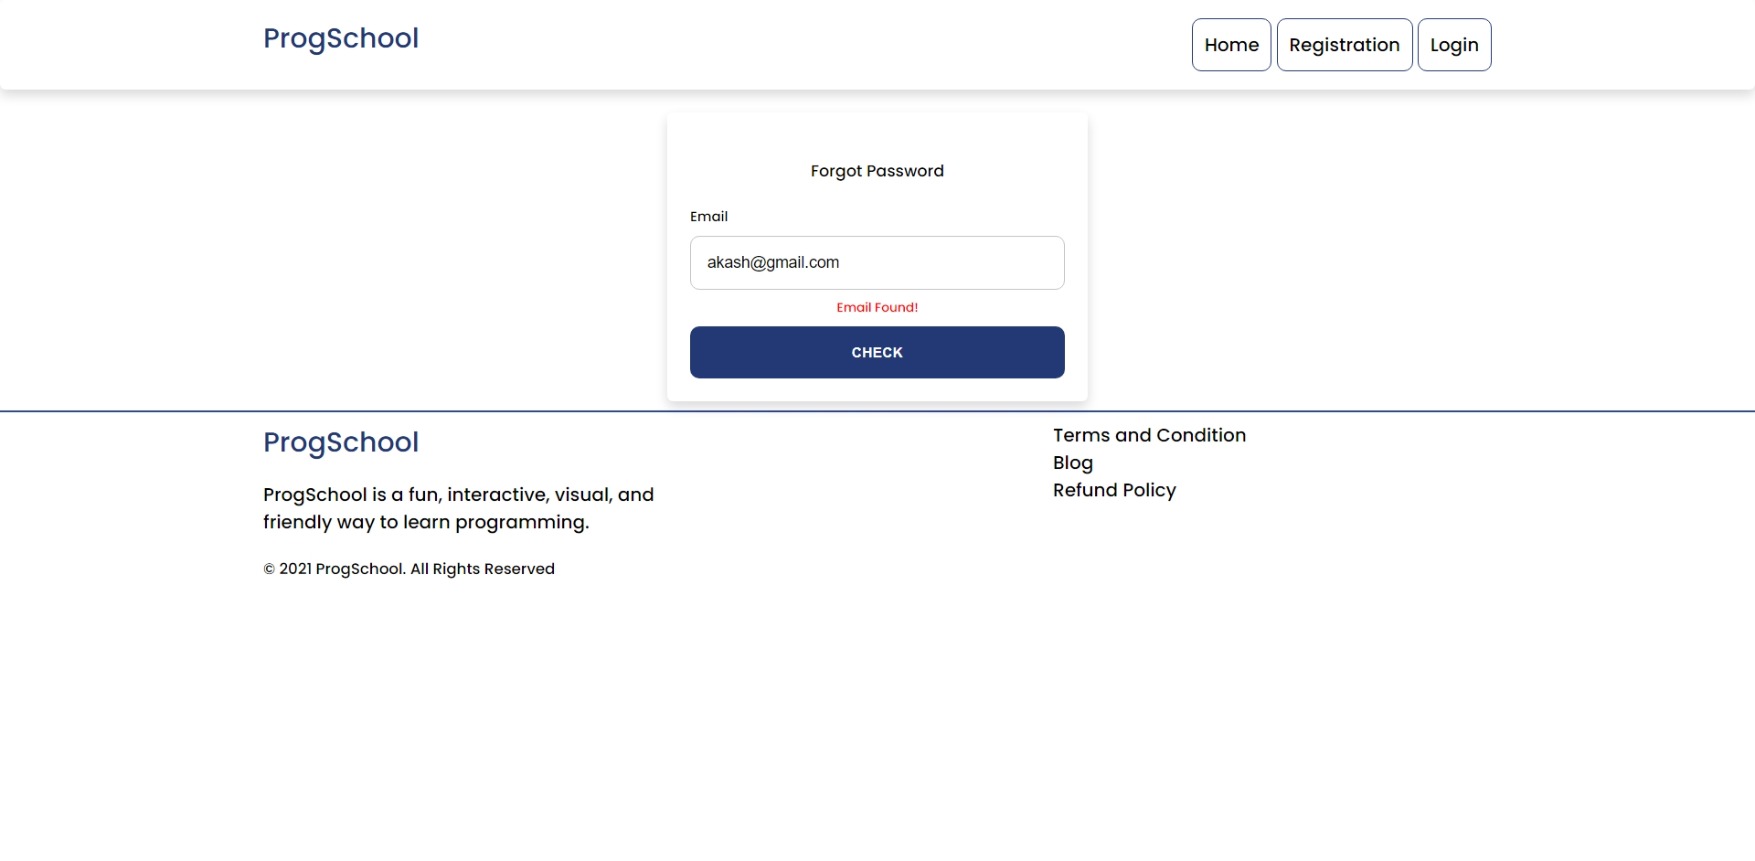 ProgSchool
Home Registration Login
Forgot Password
Email
akash@gmail.com
Email Found!
CHECK
ProgSchool
ProgSchool is a fun, interactive, visual, and
friendly way to learn programming.
© 2021 ProgSchool. All Rights Reserved
Terms and Condition
Blog
Refund Policy